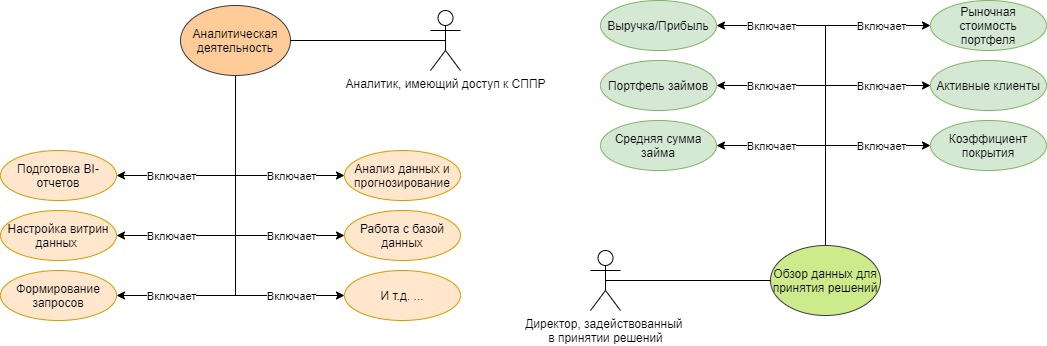 Аналитическая
деятельность
Аналитик, имеющий доступ к СППР
Подготовка BI-
отчетов
Включает
Включает
Анализ данных и
прогнозирование
Настройка витрин
данных
Включает
Включает
Работа с базой
данных
Формирование
запросов
Включает
Включает
И т.д. ...
Выручка/Прибыль
Включает
Включает
Рыночная
стоимость
портфеля
Портфель займов
Включает
Включает
Активные клиенты
Средняя сумма
займа
Включает
Включает
Коэффициент
покрытия
Обзор данных для
принятия решений
Директор, задействованный
в принятии решений